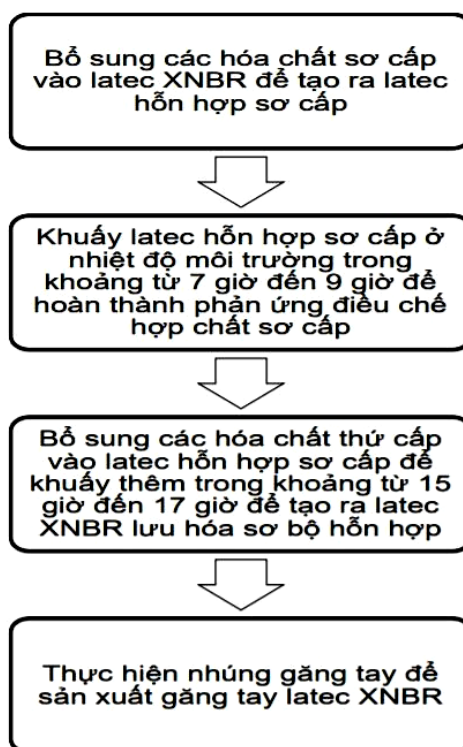 Bổ sung các hóa chất sơ cấp
vào latec XNBR để tạo ra latec
hỗn hợp sơ cấp
Khuấy latec hỗn hợp sơ cấp ở
nhiệt độ môi trường trong
khoảng từ 7 giờ đến 9 giờ để
hoàn thành phản ứng điều chế
hợp chất sơ cấp
Bổ sung các hóa chất thứ cấp
vào latec hỗn hợp sơ cấp để
khuấy thêm trong khoảng từ 15
giờ đến 17 giờ để tạo ra latec
XNBR lưu hóa sơ bộ hỗn hợp
Thực hiện nhúng găng tay để
sản xuất găng tay latec XNBR